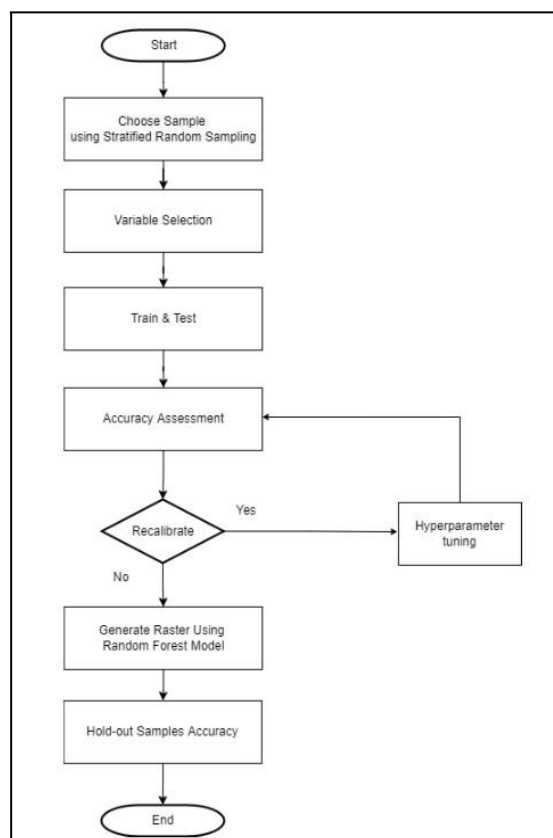 Start
Choose Sample
using Stratified Random Sampling
Variable Selection
Train & Test
Accuracy Assessment
Recalibrate
Yes
Hyperparameter
tuning
No
Generate Raster Using
Random Forest Model
Hold-out Samples Accuracy
End